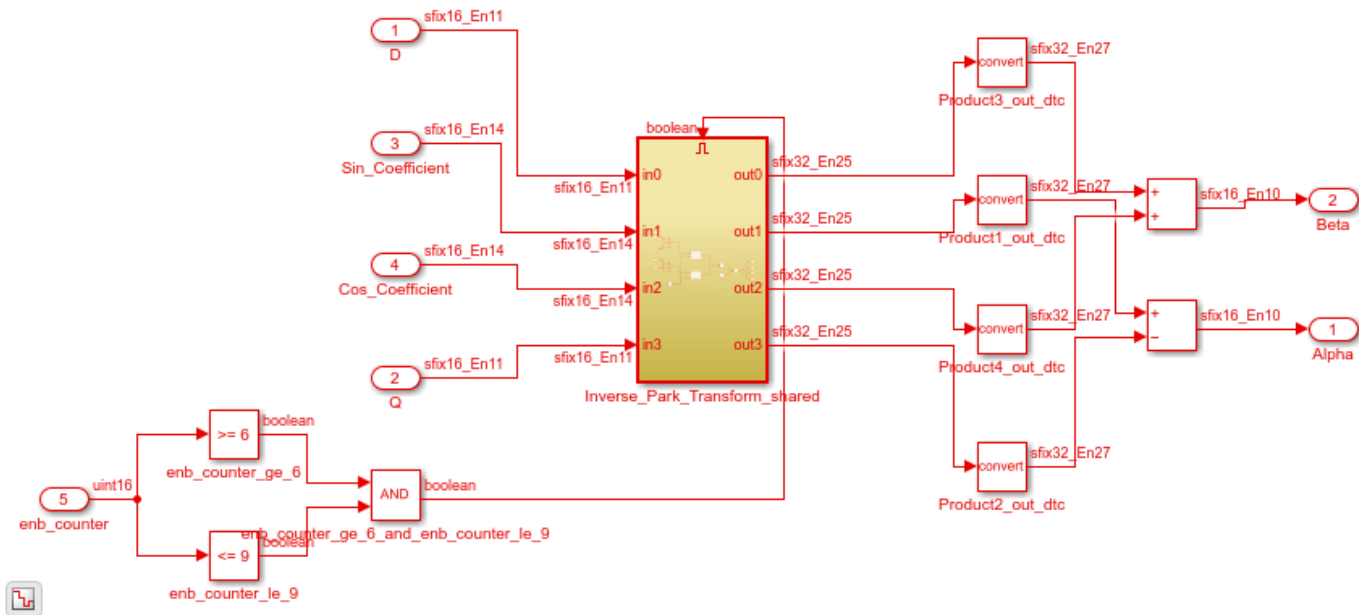 sfix16_En11
1
D
sfix16_En14
3
Sin_Coefficient
sfix16_En14
4
Cos_Coefficient
sfix16_En11
2
Q
boolean
in0
sfix16_En11
in1
sfix16_En14
in2
sfix16_En14
in3
sfix16_En11
out0
sfix32_En25
out1
sfix32_En25
out2
sfix32_En25
out3
sfix32_En25
Inverse_Park_Transform_shared
convert
sfix32_En27
Product3_out_dtc
convert
sfix32_En27
Product1_out_dtc
convert
sfix32_En27
Product4_out_dtc
convert
sfix32_En27
Product2_out_dtc
+
+
sfix16_En10
2
Beta
+
−
sfix16_En10
1
Alpha
5
enb_counter
uint16
>= 6
boolean
enb_counter_ge_6
<= 9
boolean
enb_counter_le_9
AND
boolean
enb_counter_ge_6_and_enb_counter_le_9